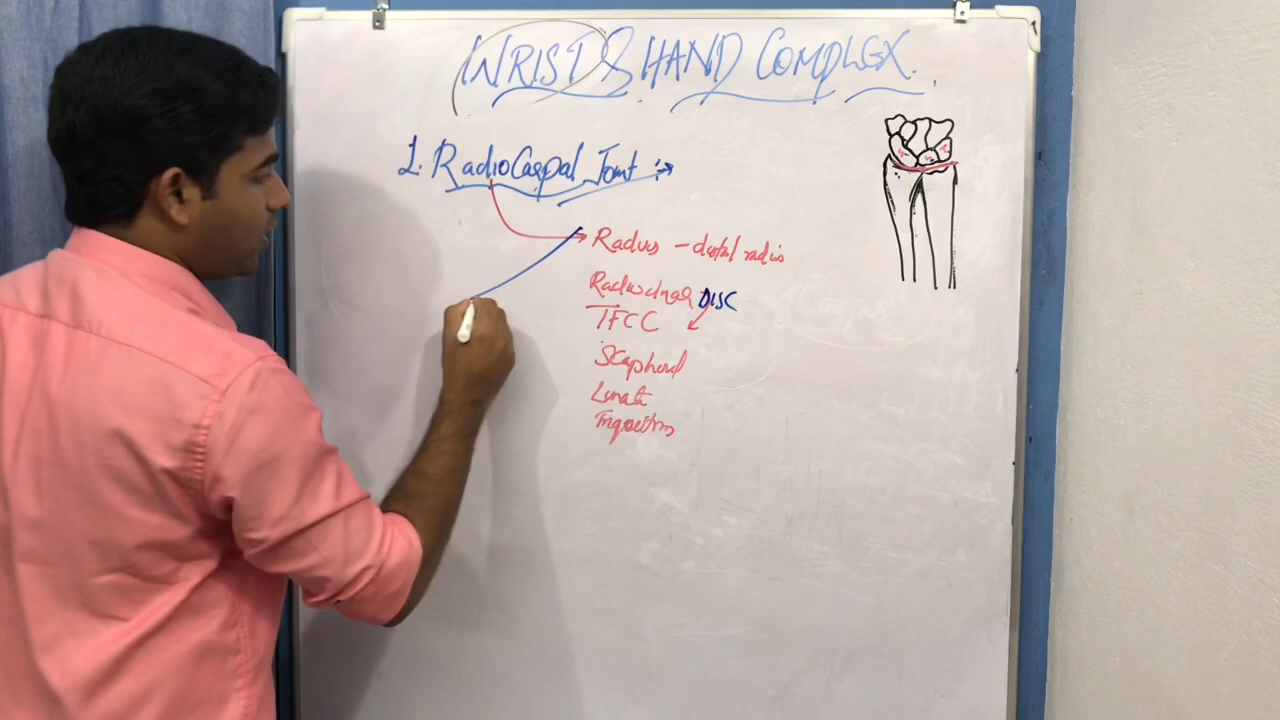 WRIST & HAND COMPLEX.
1. RadioCarpal Joint :→
Radius - distal radius
Radioulnar DISC
TFCC
Scaphoid
Lunate
Triquetrum